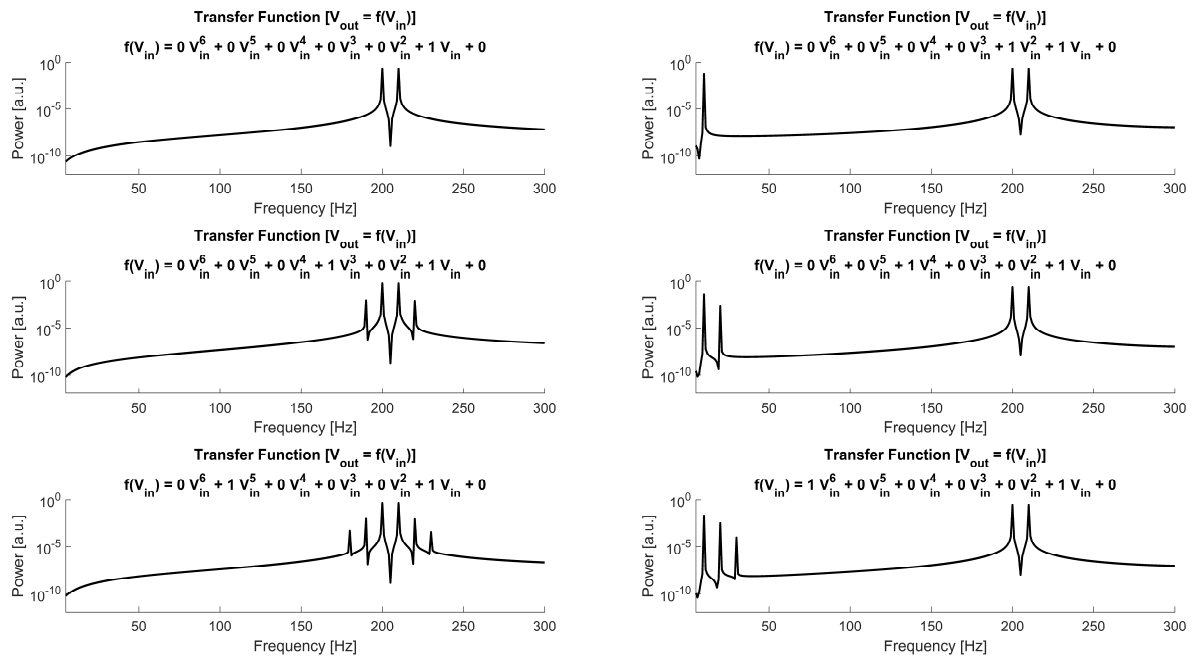 Transfer Function [V_out = f(V_in)]
f(V_in) = 0 V_in^6 + 0 V_in^5 + 0 V_in^4 + 0 V_in^3 + 0 V_in^2 + 1 V_in + 0
10^0
10^-5
10^-10
Power [a.u.]
50 100 150 200 250 300
Frequency [Hz]
Transfer Function [V_out = f(V_in)]
f(V_in) = 0 V_in^6 + 0 V_in^5 + 0 V_in^4 + 0 V_in^3 + 1 V_in^2 + 1 V_in + 0
10^0
10^-5
10^-10
Power [a.u.]
50 100 150 200 250 300
Frequency [Hz]
Transfer Function [V_out = f(V_in)]
f(V_in) = 0 V_in^6 + 0 V_in^5 + 0 V_in^4 + 1 V_in^3 + 0 V_in^2 + 1 V_in + 0
10^0
10^-5
10^-10
Power [a.u.]
50 100 150 200 250 300
Frequency [Hz]
Transfer Function [V_out = f(V_in)]
f(V_in) = 0 V_in^6 + 0 V_in^5 + 1 V_in^4 + 0 V_in^3 + 0 V_in^2 + 1 V_in + 0
10^0
10^-5
10^-10
Power [a.u.]
50 100 150 200 250 300
Frequency [Hz]
Transfer Function [V_out = f(V_in)]
f(V_in) = 0 V_in^6 + 1 V_in^5 + 0 V_in^4 + 0 V_in^3 + 0 V_in^2 + 1 V_in + 0
10^0
10^-5
10^-10
Power [a.u.]
50 100 150 200 250 300
Frequency [Hz]
Transfer Function [V_out = f(V_in)]
f(V_in) = 1 V_in^6 + 0 V_in^5 + 0 V_in^4 + 0 V_in^3 + 0 V_in^2 + 1 V_in + 0
10^0
10^-5
10^-10
Power [a.u.]
50 100 150 200 250 300
Frequency [Hz]